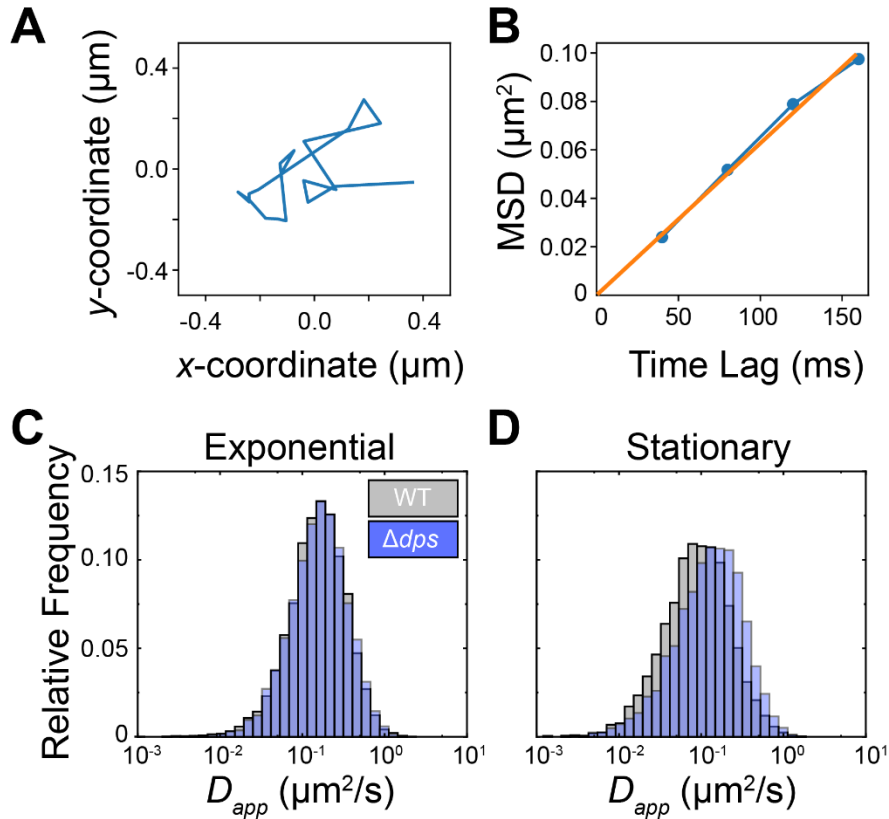 A
y-coordinate (μm)
0.4
0.0
-0.4
-0.4 0.0 0.4
x-coordinate (μm)
B
MSD (μm²)
0.10
0.08
0.06
0.04
0.02
0
0 50 100 150
Time Lag (ms)
C
Exponential
Relative Frequency
0.15
0.10
0.05
0
WT
Δdps
10⁻³ 10⁻² 10⁻¹ 10⁰ 10¹
D_app (μm²/s)
D
Stationary
10⁻³ 10⁻² 10⁻¹ 10⁰ 10¹
D_app (μm²/s)